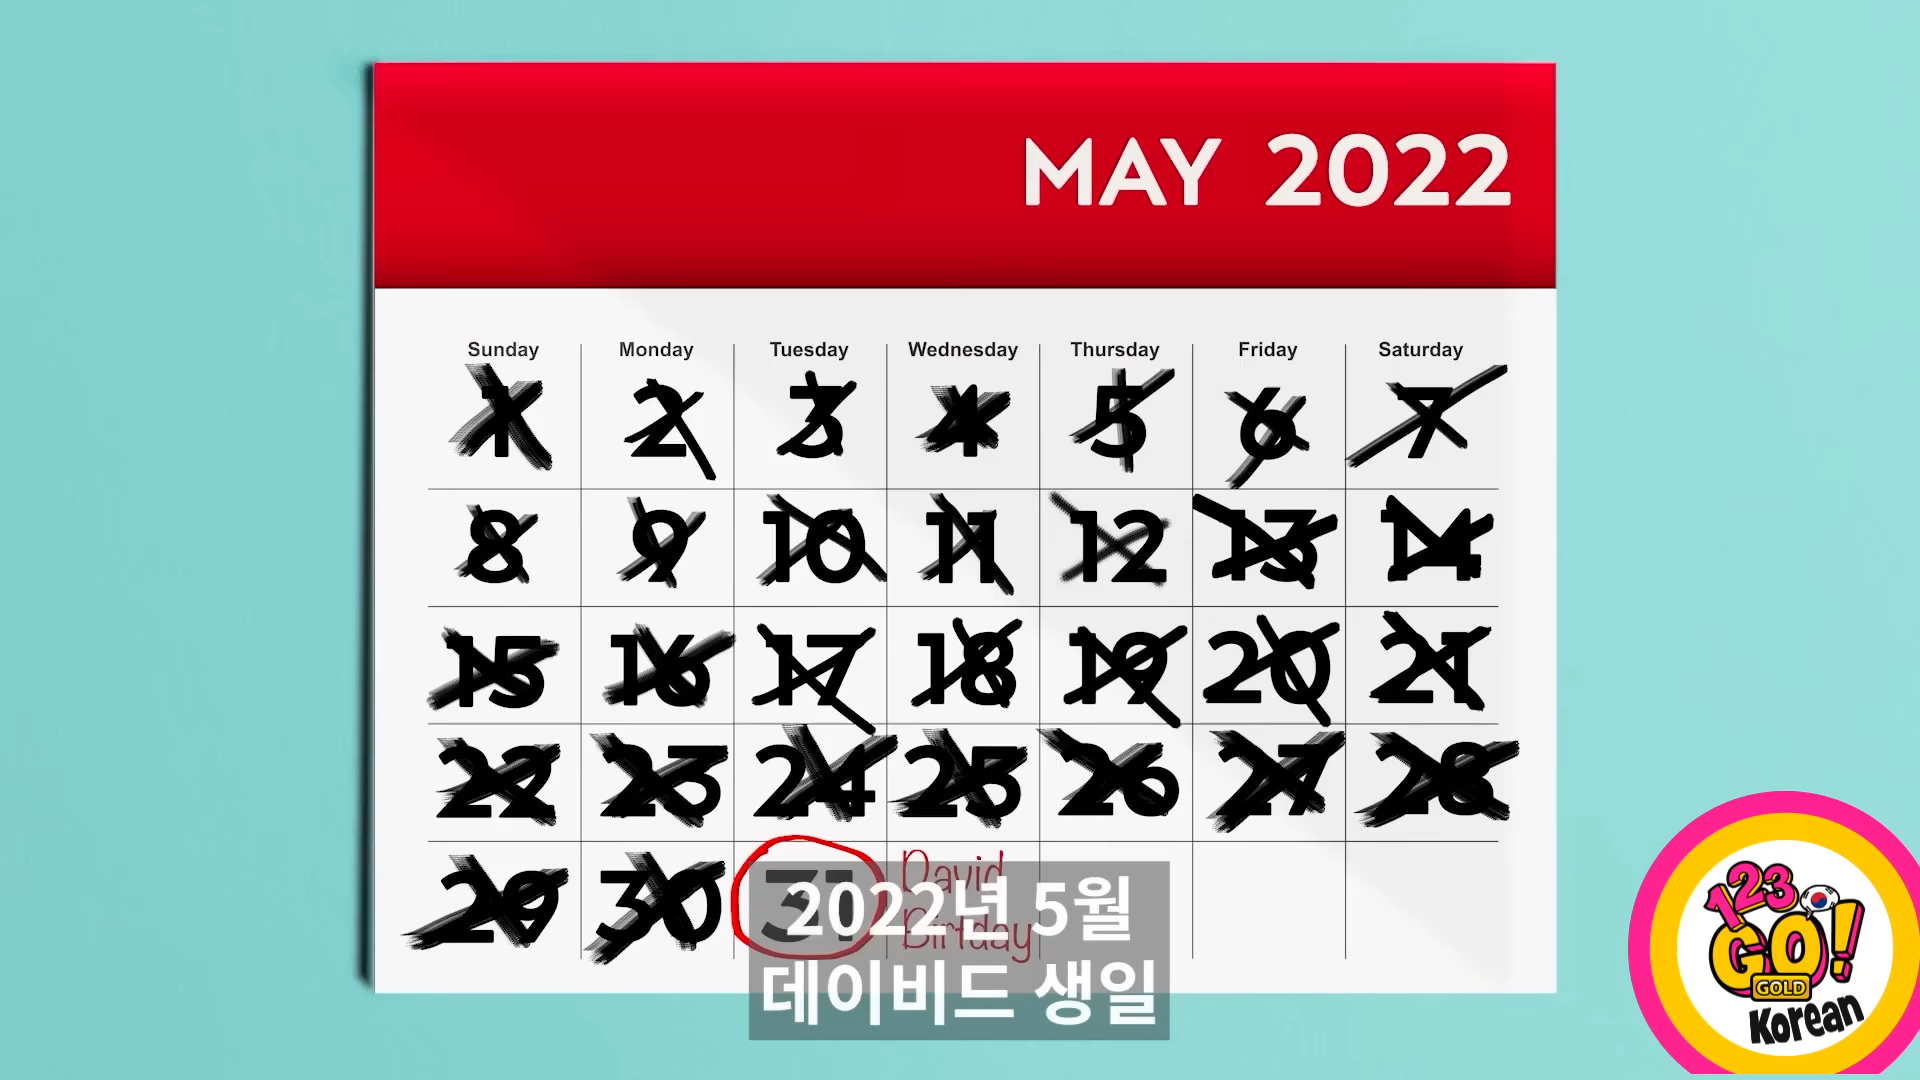 MAY 2022
Sunday Monday Tuesday Wednesday Thursday Friday Saturday
1 2 3 4 5 6 7
8 9 10 11 12 13 14
15 16 17 18 19 20 21
22 23 24 25 26 27 28
29 30 31 David
Birtday
2022년 5월
데이비드 생일
123
GO!
GOLD
Korean